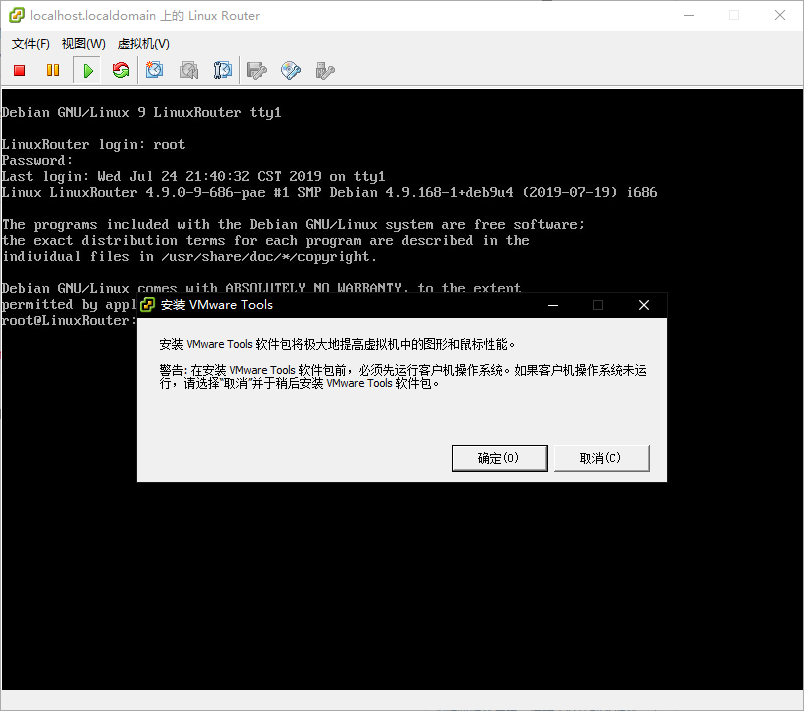 localhost.localdomain 上的 Linux Router
文件(F) 视图(W) 虚拟机(V)
Debian GNU/Linux 9 LinuxRouter tty1
LinuxRouter login: root
Password:
Last login: Wed Jul 24 21:40:32 CST 2019 on tty1
Linux LinuxRouter 4.9.0-9-686-pae #1 SMP Debian 4.9.168-1+deb9u4 (2019-07-19) i686
The programs included with the Debian GNU/Linux system are free software;
the exact distribution terms for each program are described in the
individual files in /usr/share/doc/*/copyright.
Debian GNU/Linux comes with ABSOLUTELY NO WARRANTY, to the extent
permitted by appl
root@LinuxRouter:
安装 VMware Tools
安装 VMware Tools 软件包将极大地提高虚拟机中的图形和鼠标性能。
警告: 在安装 VMware Tools 软件包前，必须先运行客户机操作系统。如果客户机操作系统未运
行，请选择“取消”并于稍后安装 VMware Tools 软件包。
确定(O) 取消(C)